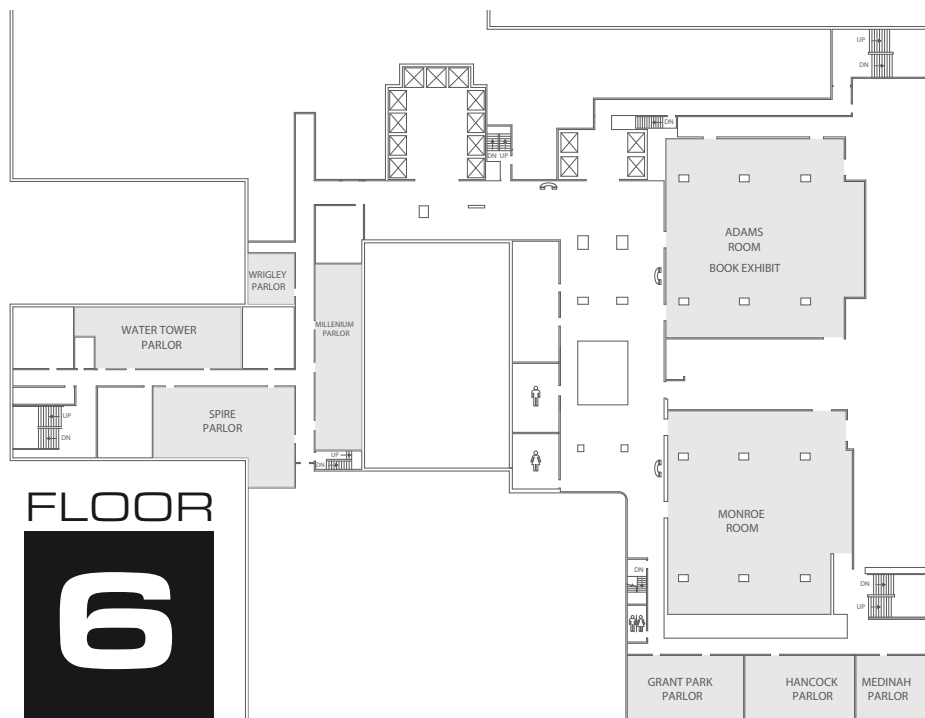 UP
DN
DN
DN UP
ADAMS
ROOM
BOOK EXHIBIT
WRIGLEY
PARLOR
MILLENIUM
PARLOR
WATER TOWER
PARLOR
SPIRE
PARLOR
UP
DN
UP
DN
FLOOR
6
MONROE
ROOM
DN
DN
UP
GRANT PARK
PARLOR
HANCOCK
PARLOR
MEDINAH
PARLOR